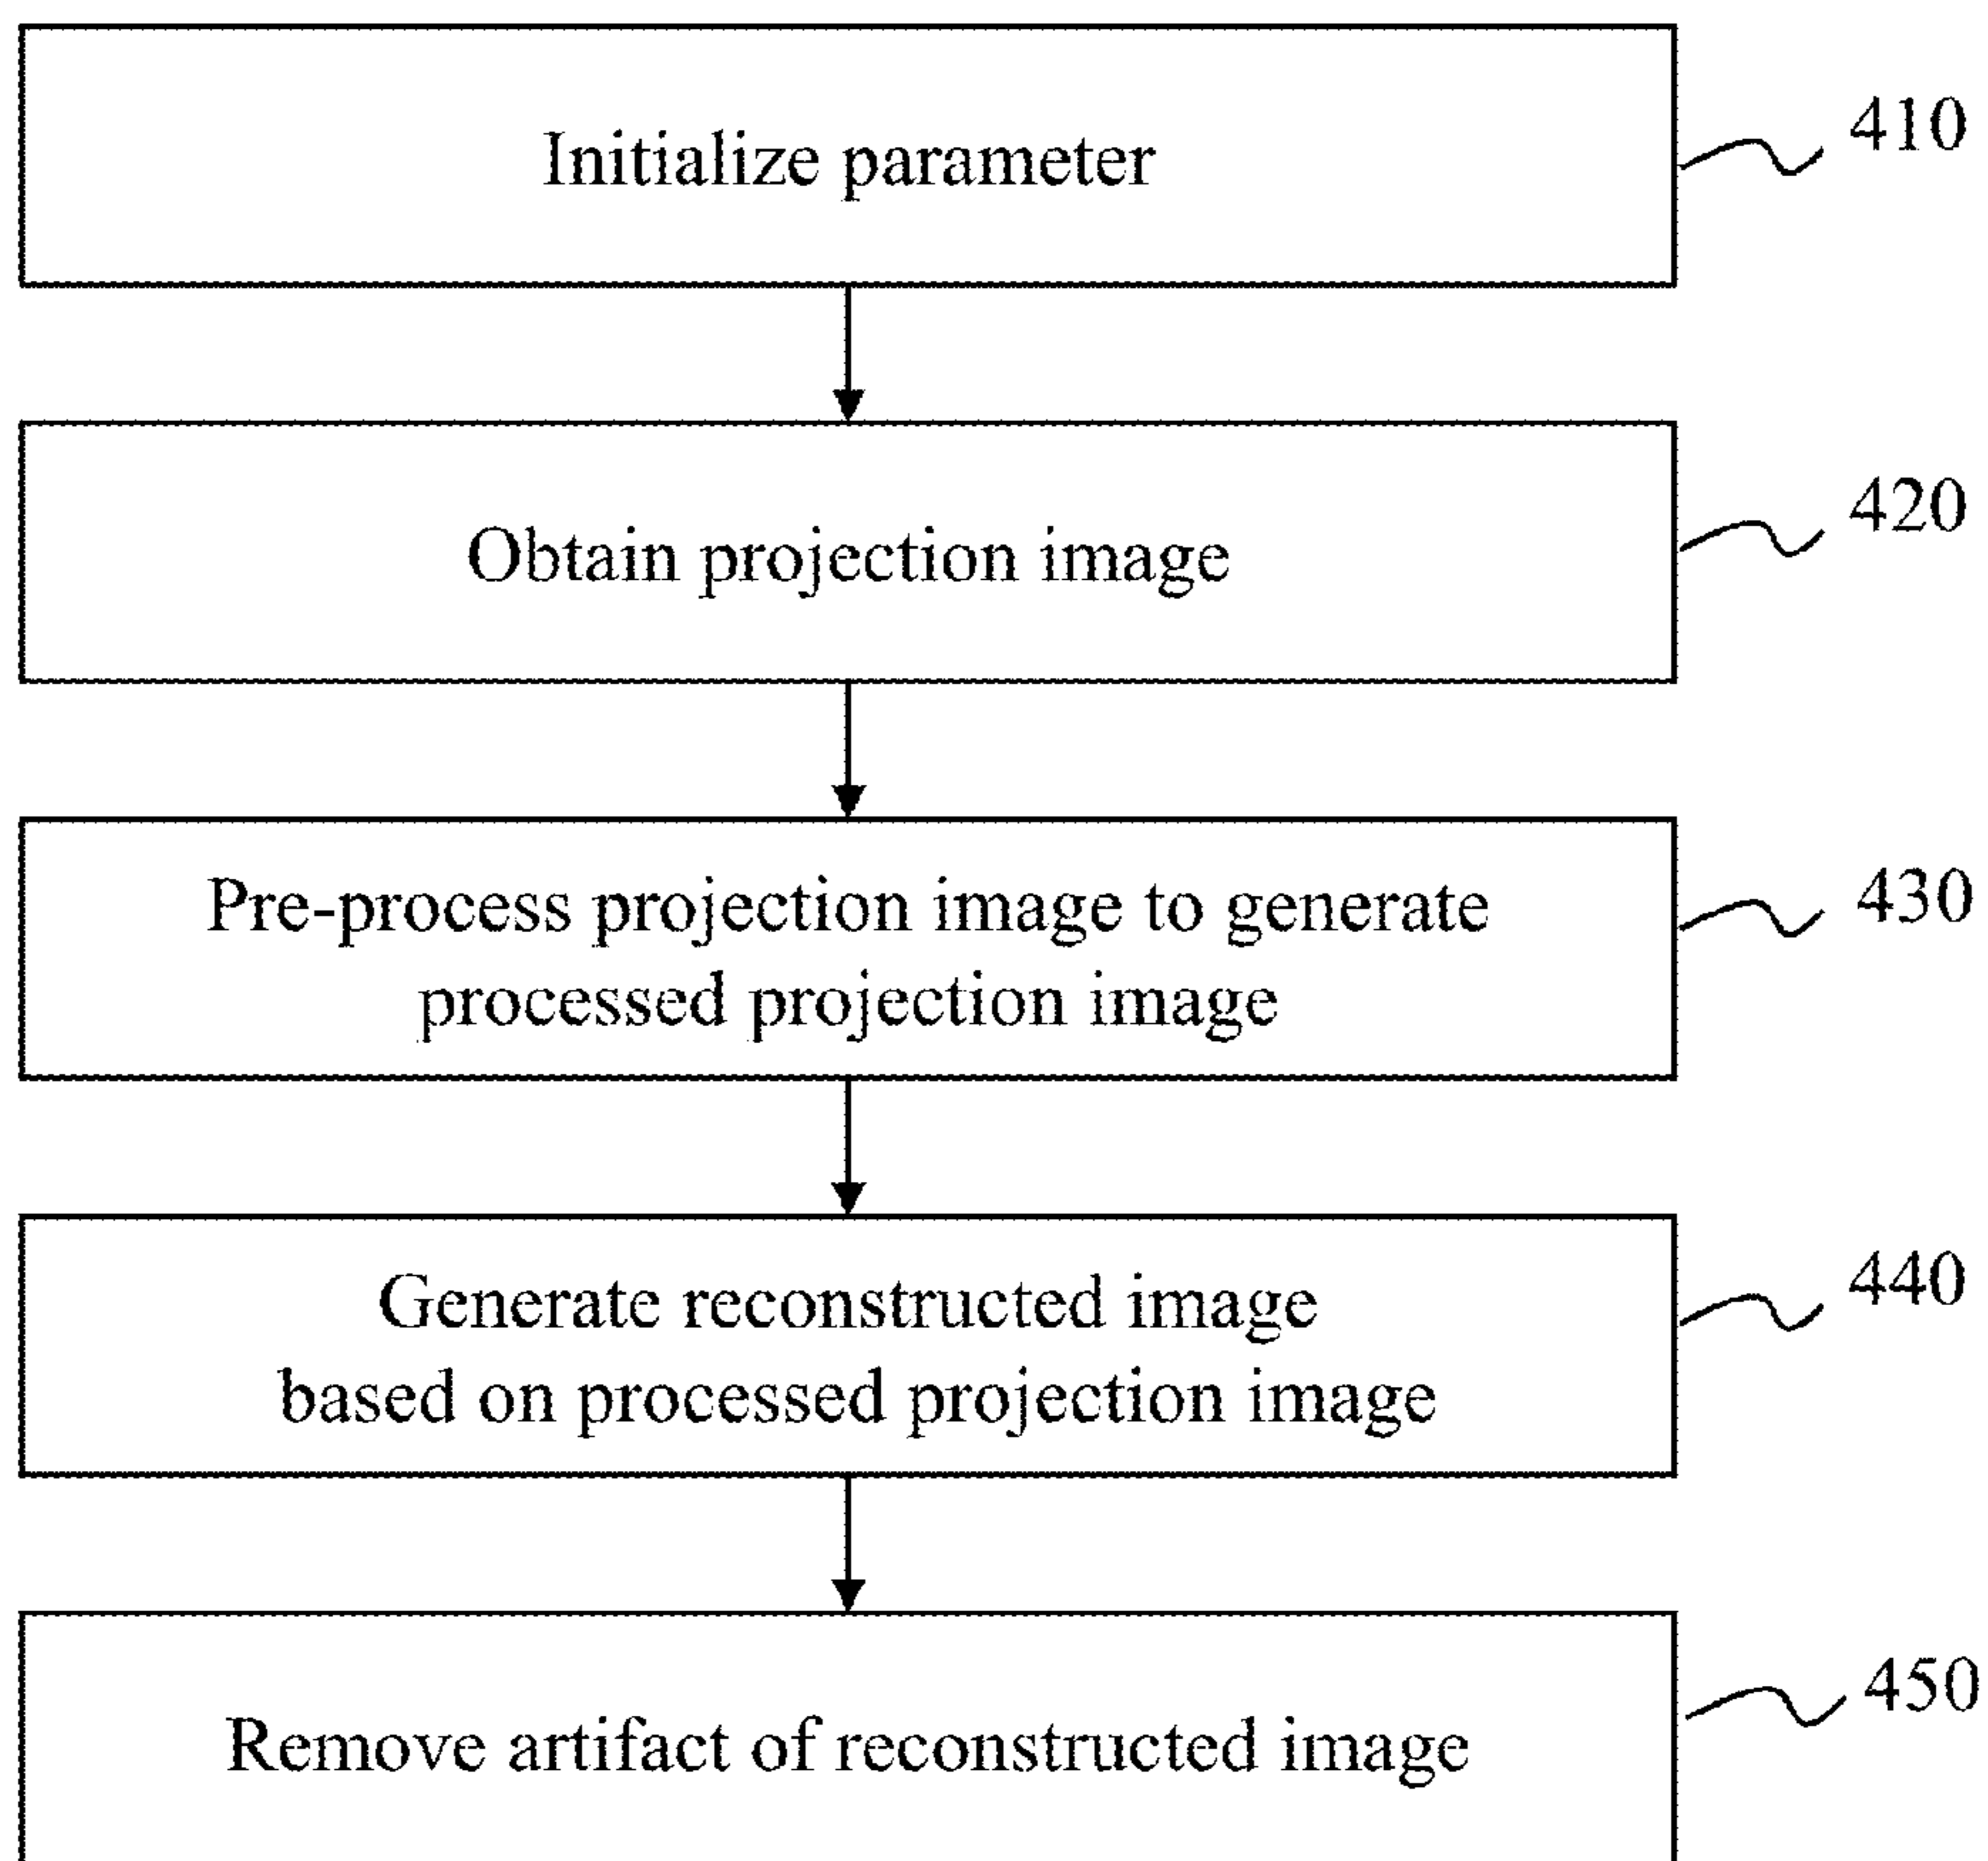 Initialize parameter
410
Obtain projection image
420
Pre-process projection image to generate
processed projection image
430
Generate reconstructed image
based on processed projection image
440
Remove artifact of reconstructed image
450